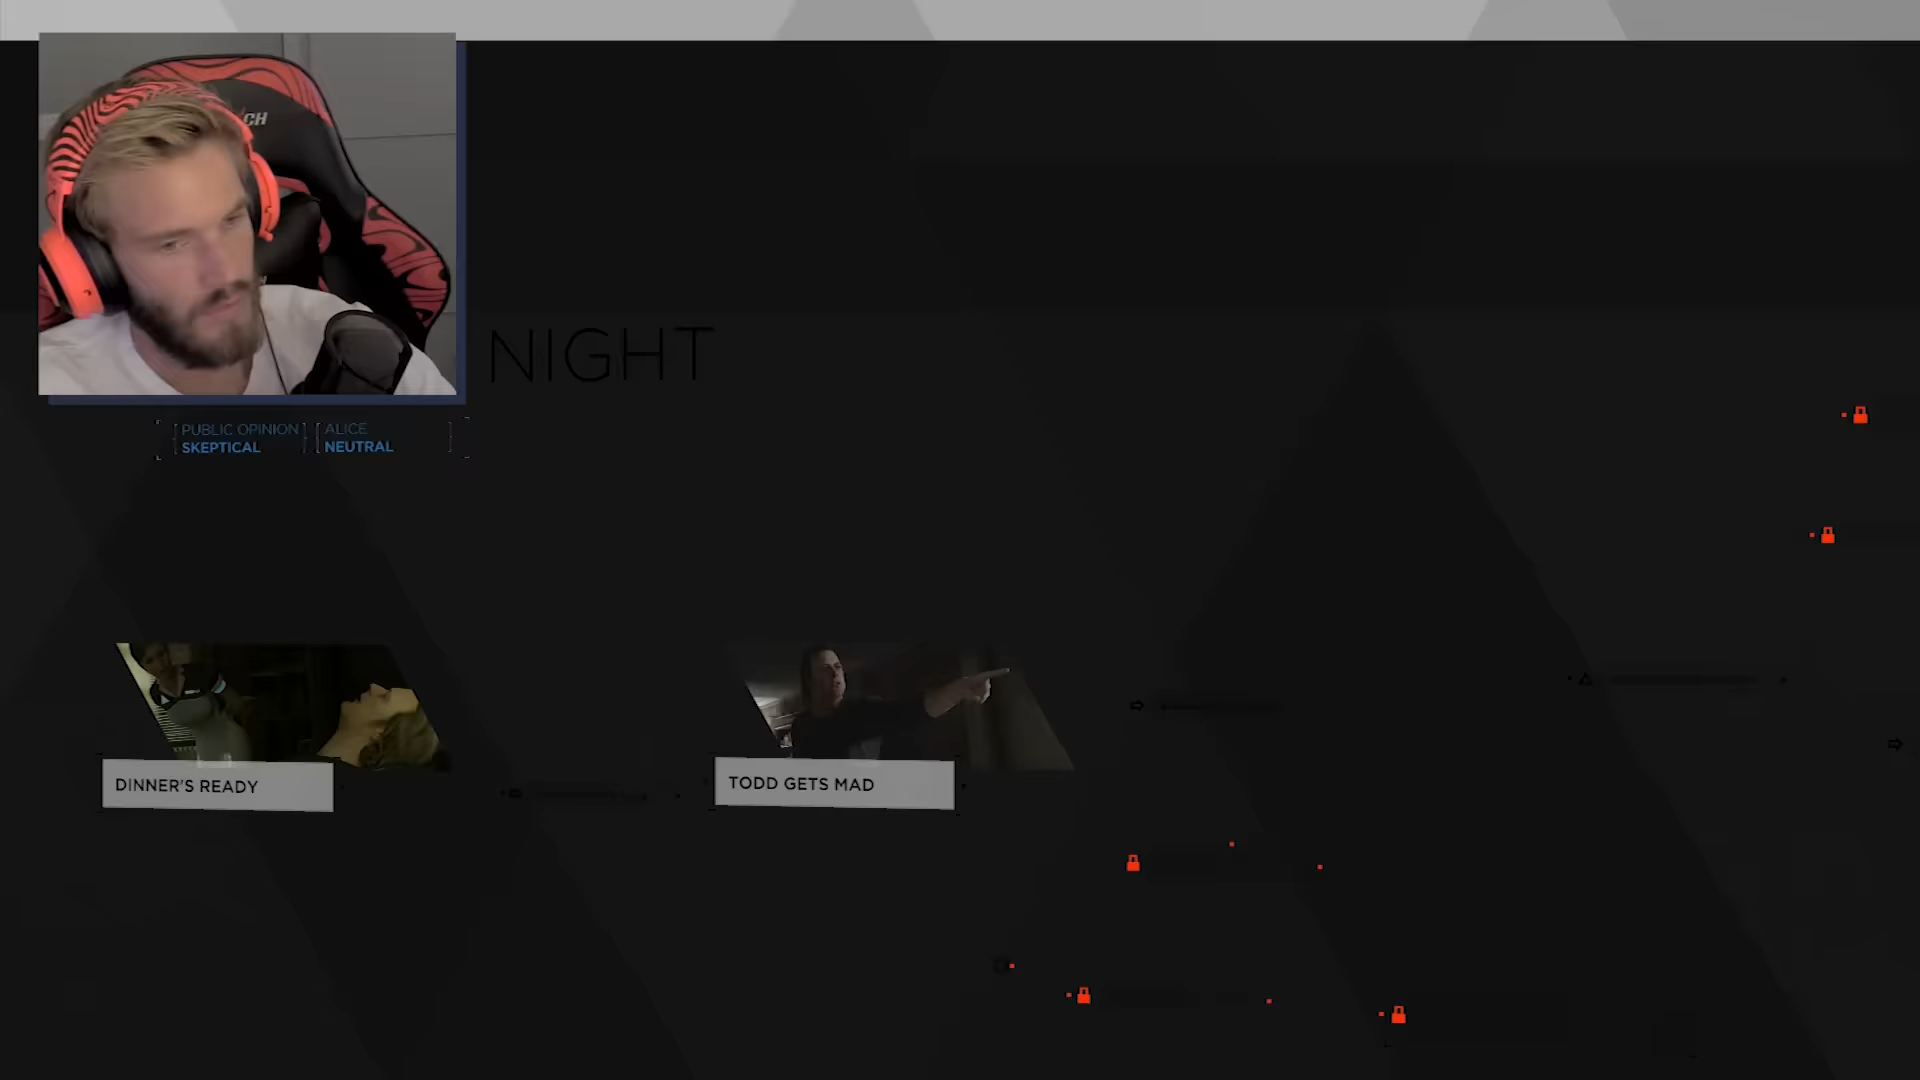 CH
NIGHT
PUBLIC OPINION
SKEPTICAL
ALICE
NEUTRAL
DINNER'S READY
TODD GETS MAD